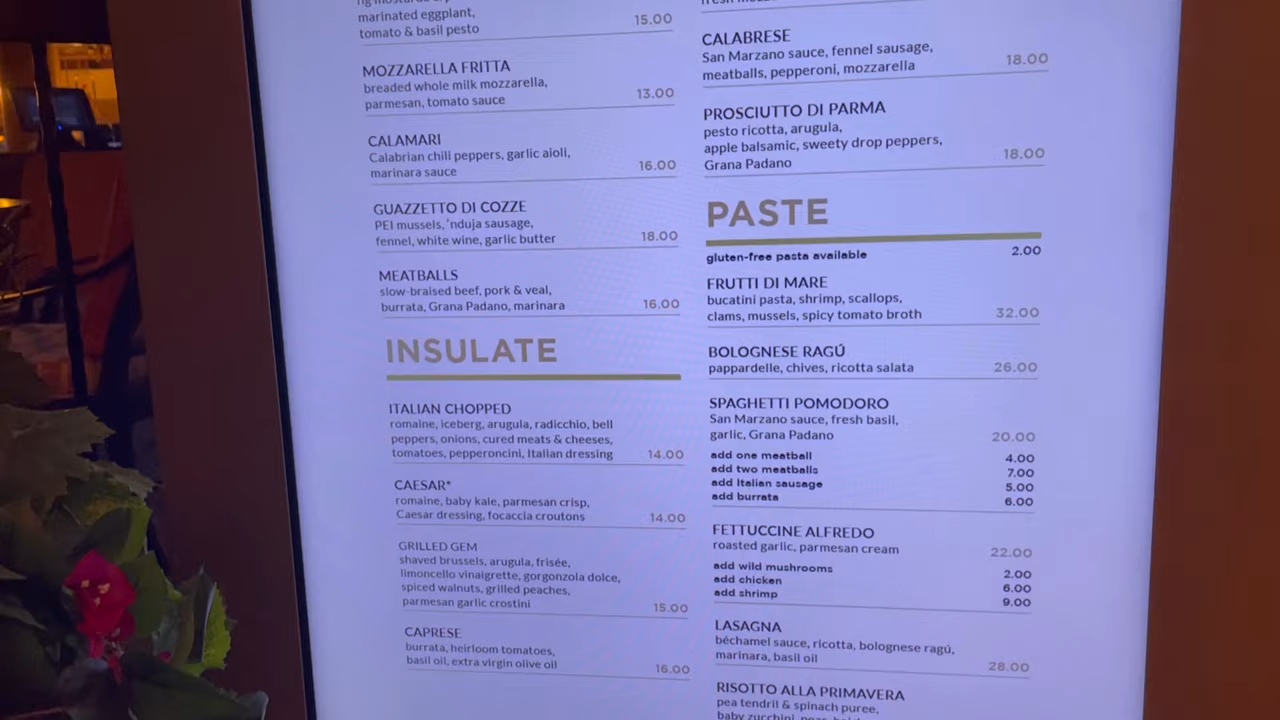 marinated eggplant,
tomato & basil pesto 15.00
MOZZARELLA FRITTA
breaded whole milk mozzarella,
parmesan, tomato sauce 13.00
CALAMARI
Calabrian chili peppers, garlic aioli,
marinara sauce 16.00
GUAZZETTO DI COZZE
PEI mussels, 'nduja sausage,
fennel, white wine, garlic butter 18.00
MEATBALLS
slow-braised beef, pork & veal,
burrata, Grana Padano, marinara 16.00
INSULATE
ITALIAN CHOPPED
romaine, iceberg, arugula, radicchio, bell
peppers, onions, cured meats & cheeses,
tomatoes, pepperoncini, Italian dressing 14.00
CAESAR*
romaine, baby kale, parmesan crisp,
Caesar dressing, focaccia croutons 14.00
GRILLED GEM
shaved brussels, arugula, frisée,
limoncello vinaigrette, gorgonzola dolce,
spiced walnuts, grilled peaches,
parmesan garlic crostini 15.00
CAPRESE
burrata, heirloom tomatoes,
basil oil, extra virgin olive oil 16.00
CALABRESE
San Marzano sauce, fennel sausage,
meatballs, pepperoni, mozzarella 18.00
PROSCIUTTO DI PARMA
pesto ricotta, arugula,
apple balsamic, sweety drop peppers,
Grana Padano 18.00
PASTE
gluten-free pasta available 2.00
FRUTTI DI MARE
bucatini pasta, shrimp, scallops,
clams, mussels, spicy tomato broth 32.00
BOLOGNESE RAGÚ
pappardelle, chives, ricotta salata 26.00
SPAGHETTI POMODORO
San Marzano sauce, fresh basil,
garlic, Grana Padano 20.00
add one meatball 4.00
add two meatballs 7.00
add Italian sausage 5.00
add burrata 6.00
FETTUCCINE ALFREDO
roasted garlic, parmesan cream 22.00
add wild mushrooms 2.00
add chicken 6.00
add shrimp 9.00
LASAGNA
béchamel sauce, ricotta, bolognese ragú,
marinara, basil oil 28.00
RISOTTO ALLA PRIMAVERA
pea tendril & spinach puree,
baby zucchini,